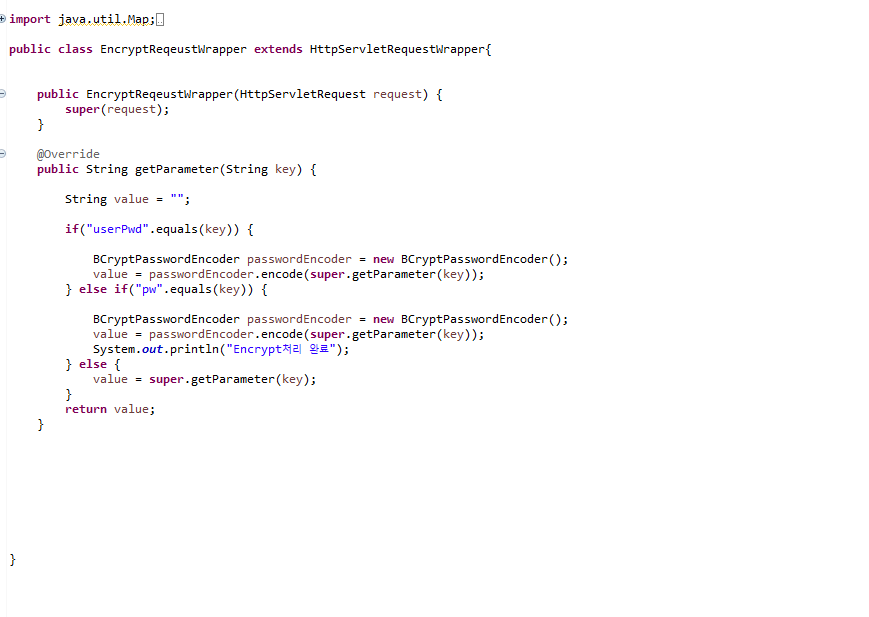 import java.util.Map;
public class EncryptReqeustWrapper extends HttpServletRequestWrapper{
public EncryptReqeustWrapper(HttpServletRequest request) {
super(request);
}
@Override
public String getParameter(String key) {
String value = "";
if("userPwd".equals(key)) {
BCryptPasswordEncoder passwordEncoder = new BCryptPasswordEncoder();
value = passwordEncoder.encode(super.getParameter(key));
} else if("pw".equals(key)) {
BCryptPasswordEncoder passwordEncoder = new BCryptPasswordEncoder();
value = passwordEncoder.encode(super.getParameter(key));
System.out.println("Encrypt처리 완료");
} else {
value = super.getParameter(key);
}
return value;
}
}